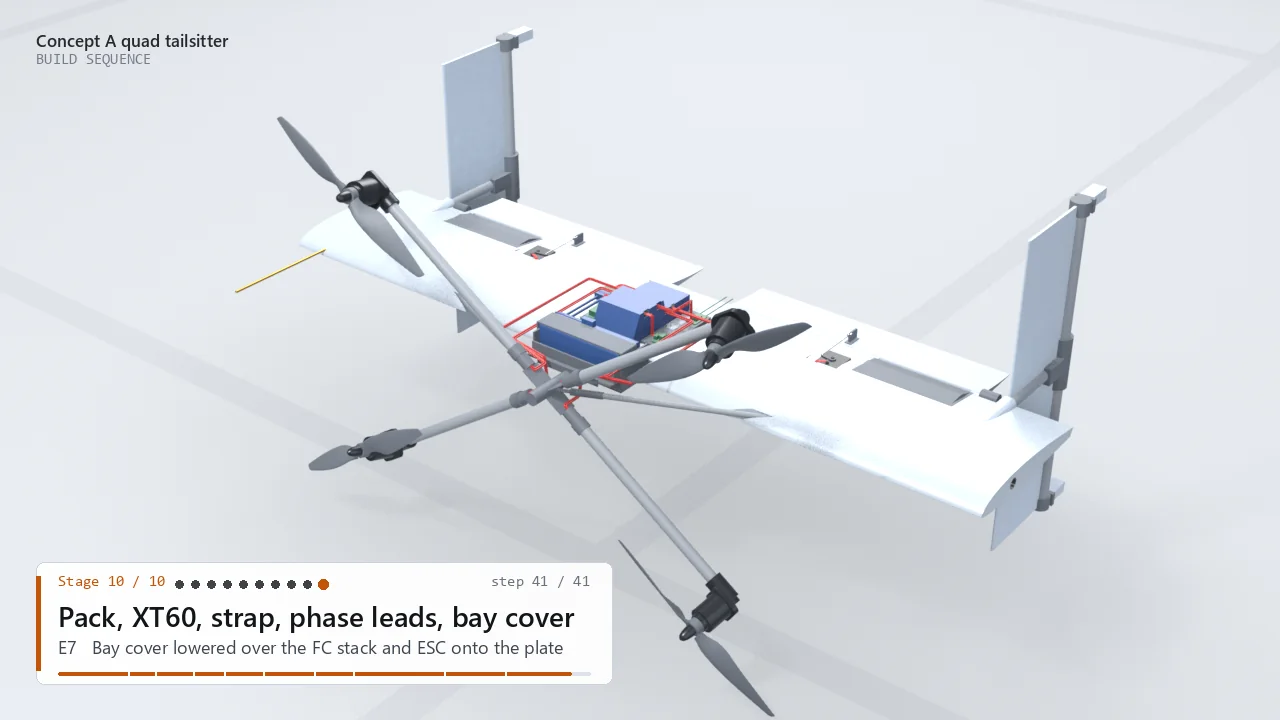 Concept A quad tailsitter
BUILD SEQUENCE
Stage 10 / 10
step 41 / 41
Pack, XT60, strap, phase leads, bay cover
E7 Bay cover lowered over the FC stack and ESC onto the plate